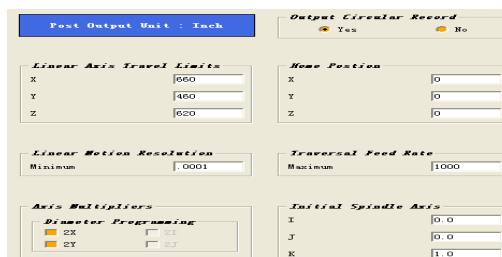 Post Output Unit : Inch
Output Circular Record
Yes No
Linear Axis Travel Limits
X 660
Y 460
Z 620
Home Postion
X 0
Y 0
Z 0
Linear Motion Resolution
Minimum .0001
Traversal Feed Rate
Maximum 1000
Axis Multipliers
Diameter Programming
2X 2I
2Y 2J
Initial Spindle Axis
I 0.0
J 0.0
K 1.0